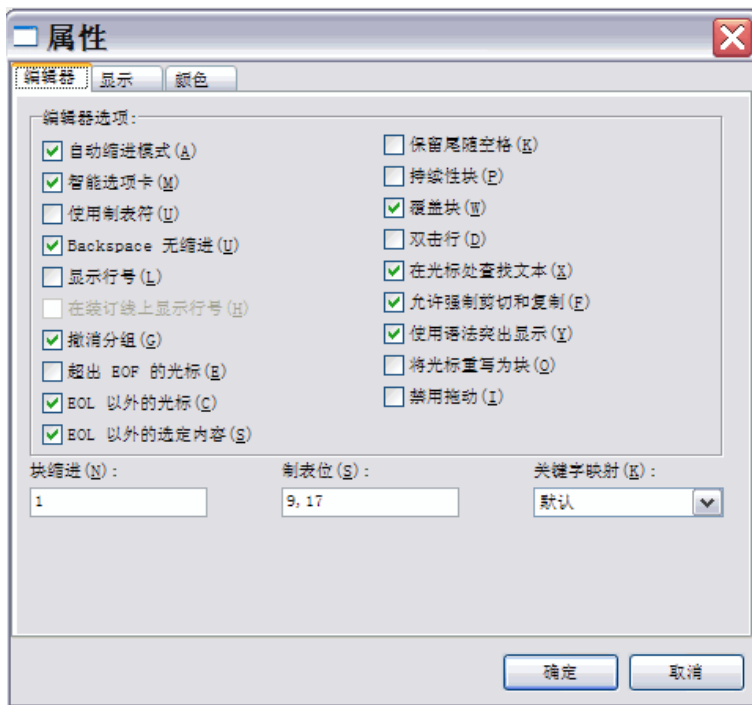 属性
编辑器 显示 颜色
编辑器选项:
自动缩进模式(A)
智能选项卡(M)
使用制表符(U)
Backspace 无缩进(U)
显示行号(L)
在装订线上显示行号(H)
撤消分组(G)
超出 EOF 的光标(E)
EOL 以外的光标(C)
EOL 以外的选定内容(S)
保留尾随空格(K)
持续性块(P)
覆盖块(W)
双击行(D)
在光标处查找文本(X)
允许强制剪切和复制(F)
使用语法突出显示(Y)
将光标重写为块(O)
禁用拖动(I)
块缩进(N): 制表位(S): 关键字映射(K):
1 9,17 默认
确定 取消